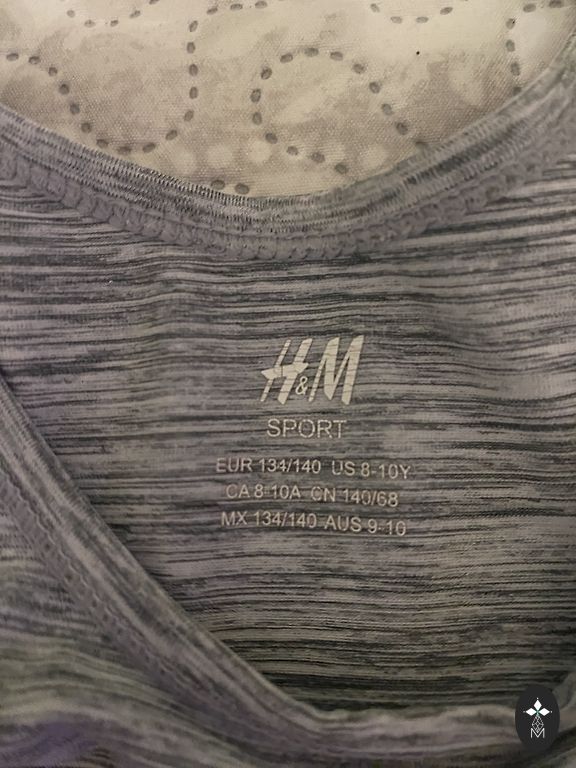 H&M
SPORT
EUR 134/140 US 8-10Y
CA 8-10A CN 140/68
MX 134/140 AUS 9-10
M